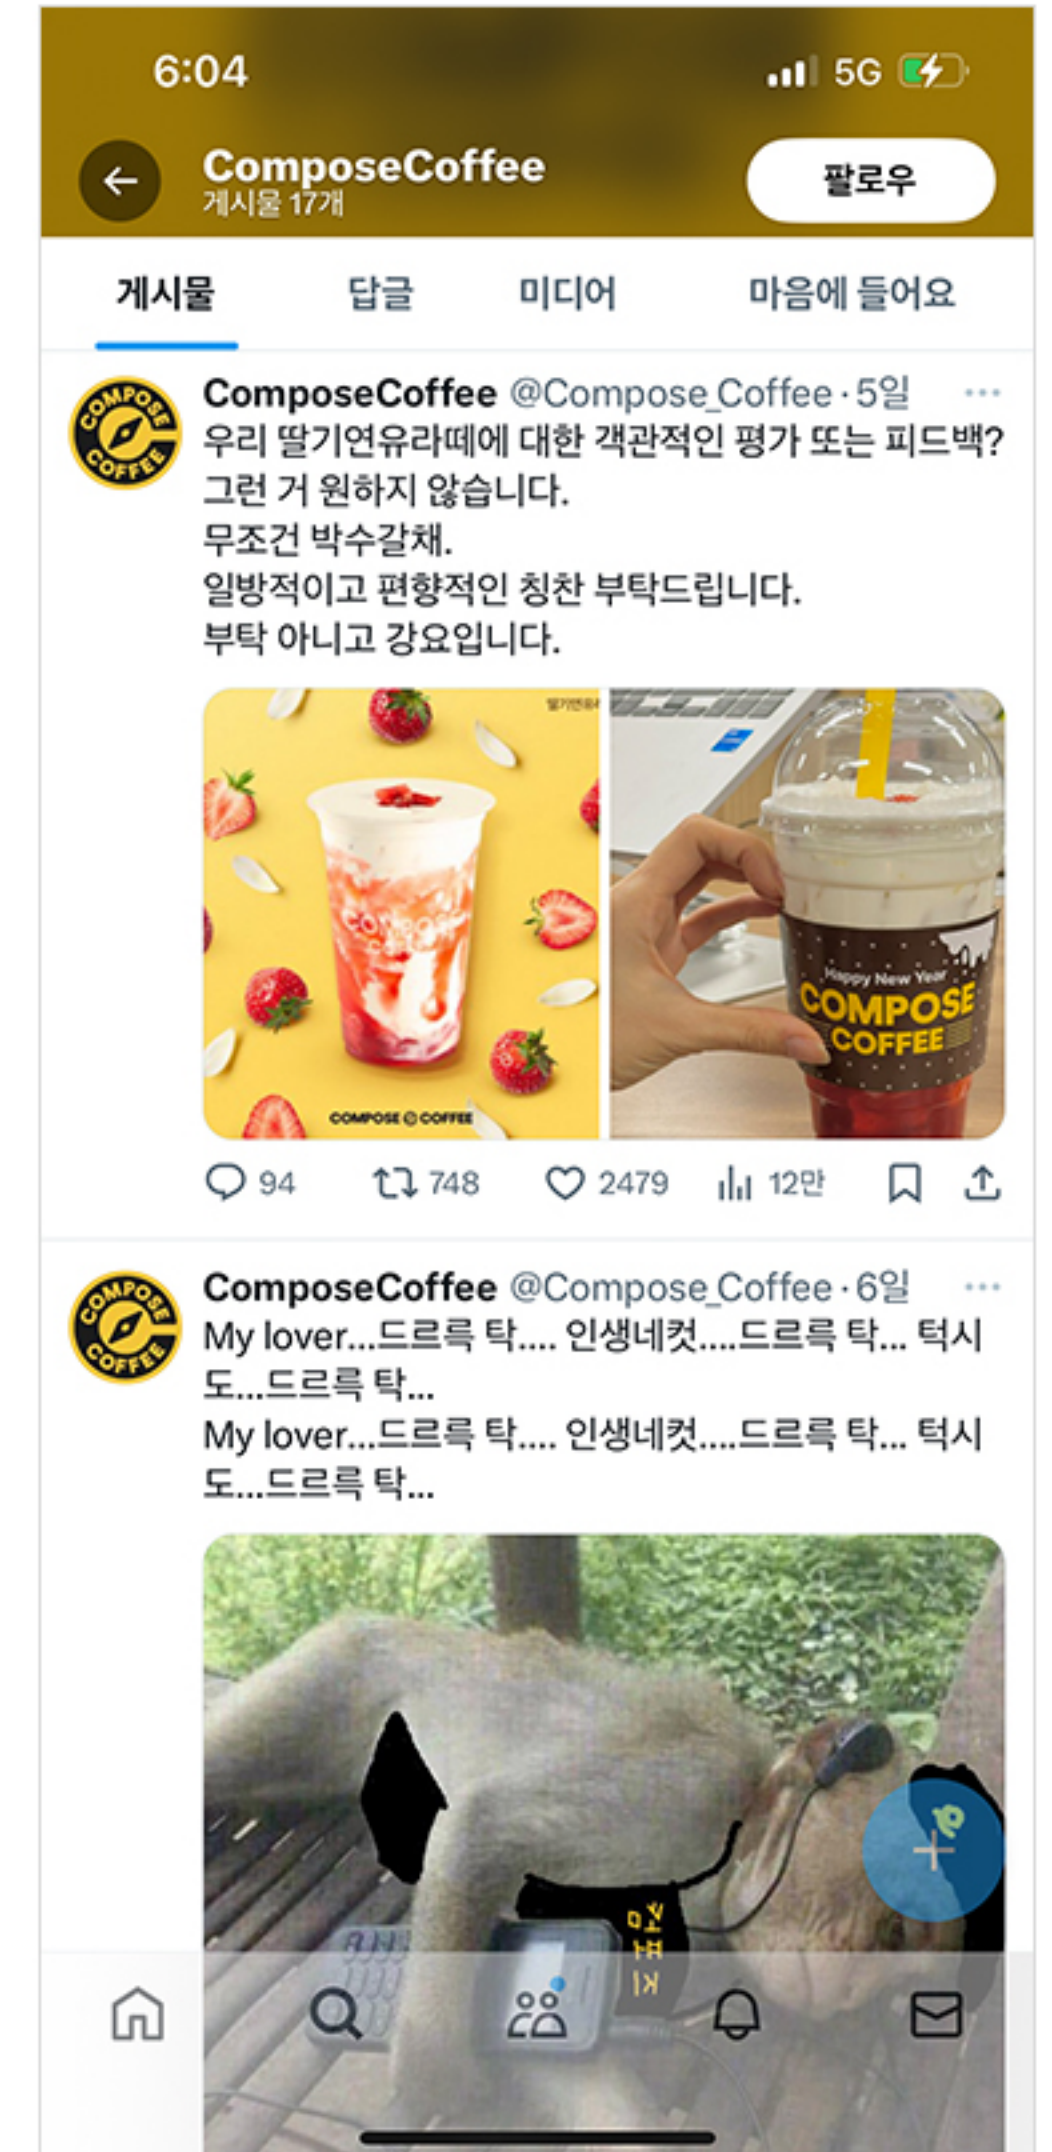 6:04
5G
ComposeCoffee
게시물 17개
팔로우
게시물 답글 미디어 마음에 들어요
ComposeCoffee @Compose_Coffee · 5일
우리 딸기연유라떼에 대한 객관적인 평가 또는 피드백?
그런 거 원하지 않습니다.
무조건 박수갈채.
일방적이고 편향적인 칭찬 부탁드립니다.
부탁 아니고 강요입니다.
COMPOSE COFFEE
Happy New Year
COMPOSE
COFFEE
COMPOSE COFFEE
94 748 2479 12만
ComposeCoffee @Compose_Coffee · 6일
My lover...드르륵 탁.... 인생네컷....드르륵 탁... 턱시
도...드르륵 탁...
My lover...드르륵 탁.... 인생네컷....드르륵 탁... 턱시
도...드르륵 탁...
COMPOSE COFFEE
컴포즈